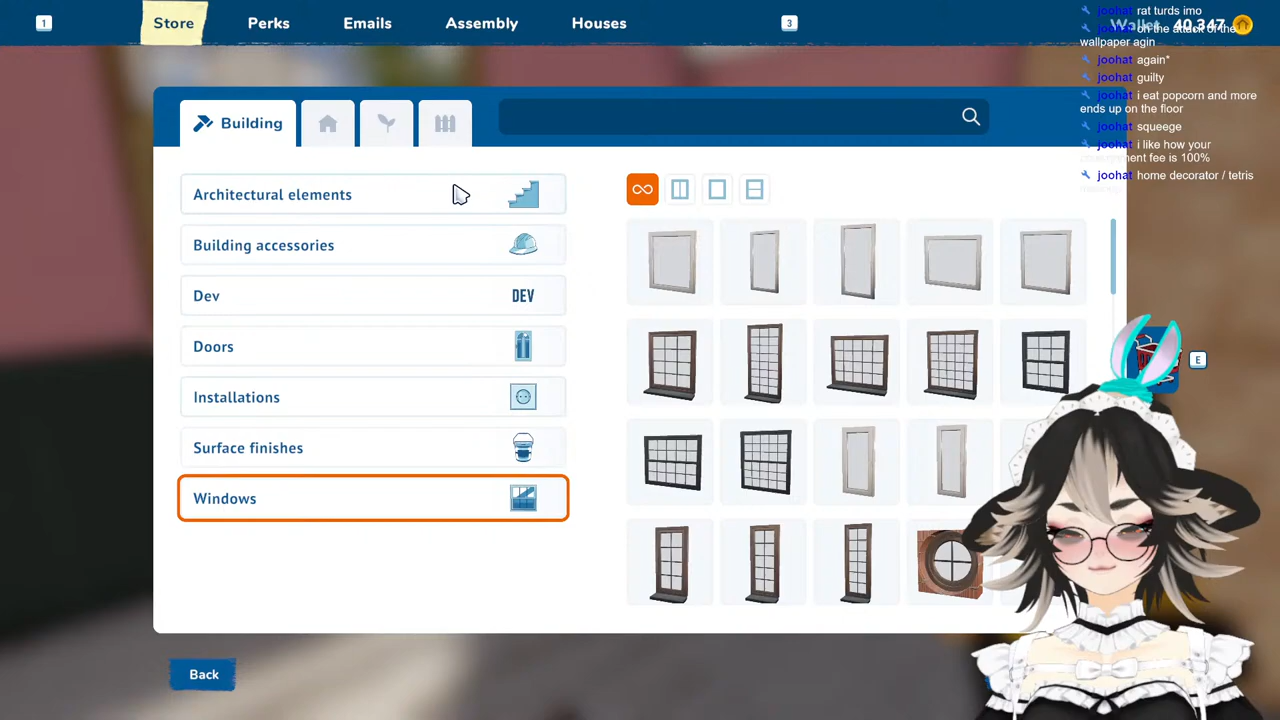 1
Store
Perks
Emails
Assembly
Houses
3
Wallet 40,347
joohat rat turds imo
joohat on the attack of the
wallpaper agin
joohat again*
joohat guilty
joohat i eat popcorn and more
ends up on the floor
joohat squeege
joohat i like how your
fee is 100%
joohat home decorator / tetris
Building
Architectural elements
Building accessories
Dev
DEV
Doors
Installations
Surface finishes
Windows
E
Back